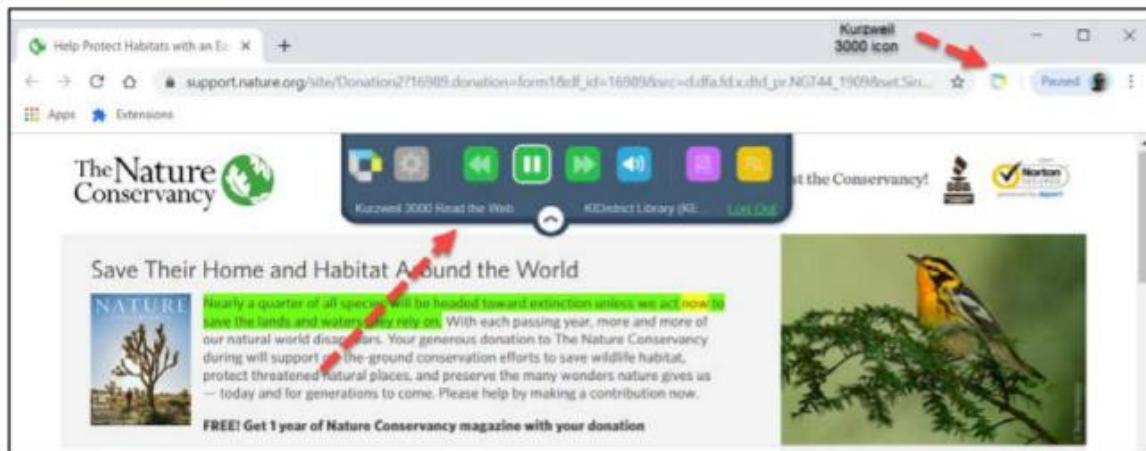 Kurzweil
3000 icon
Help Protect Habitats with an Ea
support.nature.org/site/Donation2?16989.donation=form1&df_id=16989&src=d.dfa.fd.x.dtd_pr.NGT44_1909&set.Sin...
Paused
Apps Extensions
The Nature
Conservancy
Kurzweil 3000 Read the Web KIDistrict Library (KE... Log Out
st the Conservancy!
Norton
SECURED
Save Their Home and Habitat Around the World
NATURE
Nearly a quarter of all species will be headed toward extinction unless we act now to
save the lands and waters they rely on. With each passing year, more and more of
our natural world disappears. Your generous donation to The Nature Conservancy
during will support on-the-ground conservation efforts to save wildlife habitat,
protect threatened natural places, and preserve the many wonders nature gives us
— today and for generations to come. Please help by making a contribution now.
FREE! Get 1 year of Nature Conservancy magazine with your donation